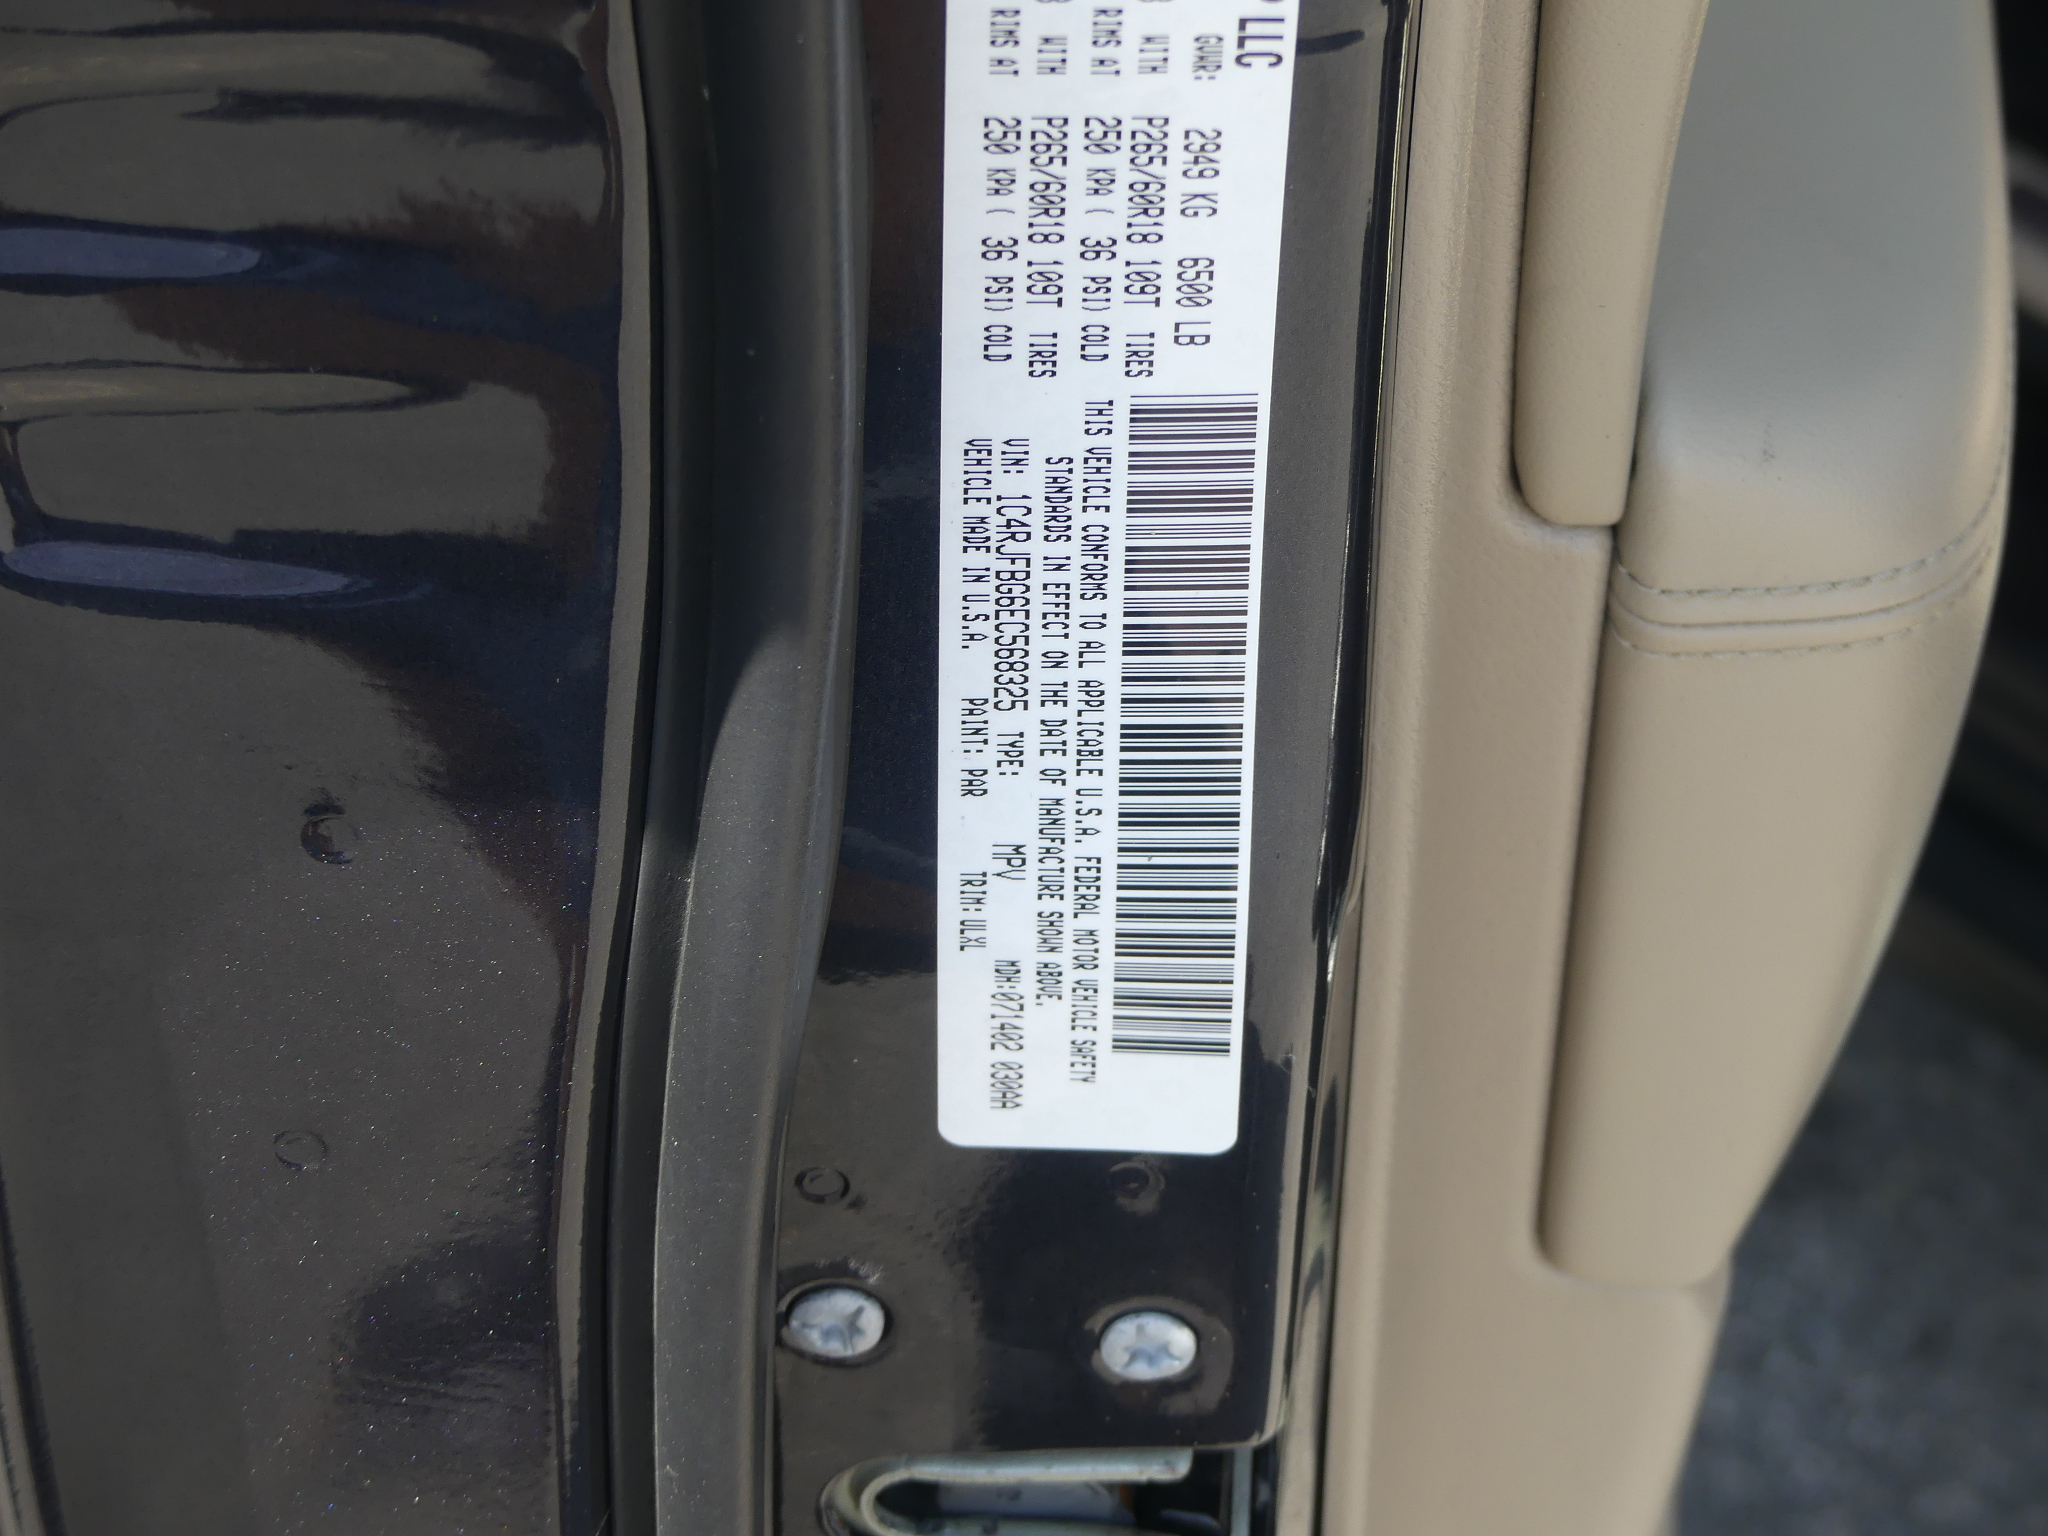 P LLC
GVWR: 2949 KG 6500 LB
WITH P265/60R18 109T TIRES
RIMS AT 250 KPA ( 36 PSI) COLD
WITH P265/60R18 109T TIRES
RIMS AT 250 KPA ( 36 PSI) COLD
THIS VEHICLE CONFORMS TO ALL APPLICABLE U.S.A. FEDERAL MOTOR VEHICLE SAFETY
STANDARDS IN EFFECT ON THE DATE OF MANUFACTURE SHOWN ABOVE.
VIN: 1C4RJFBG6EC568325 TYPE: MPV MDH:071402 030AA
VEHICLE MADE IN U.S.A. PAINT: PAR TRIM: ULXL